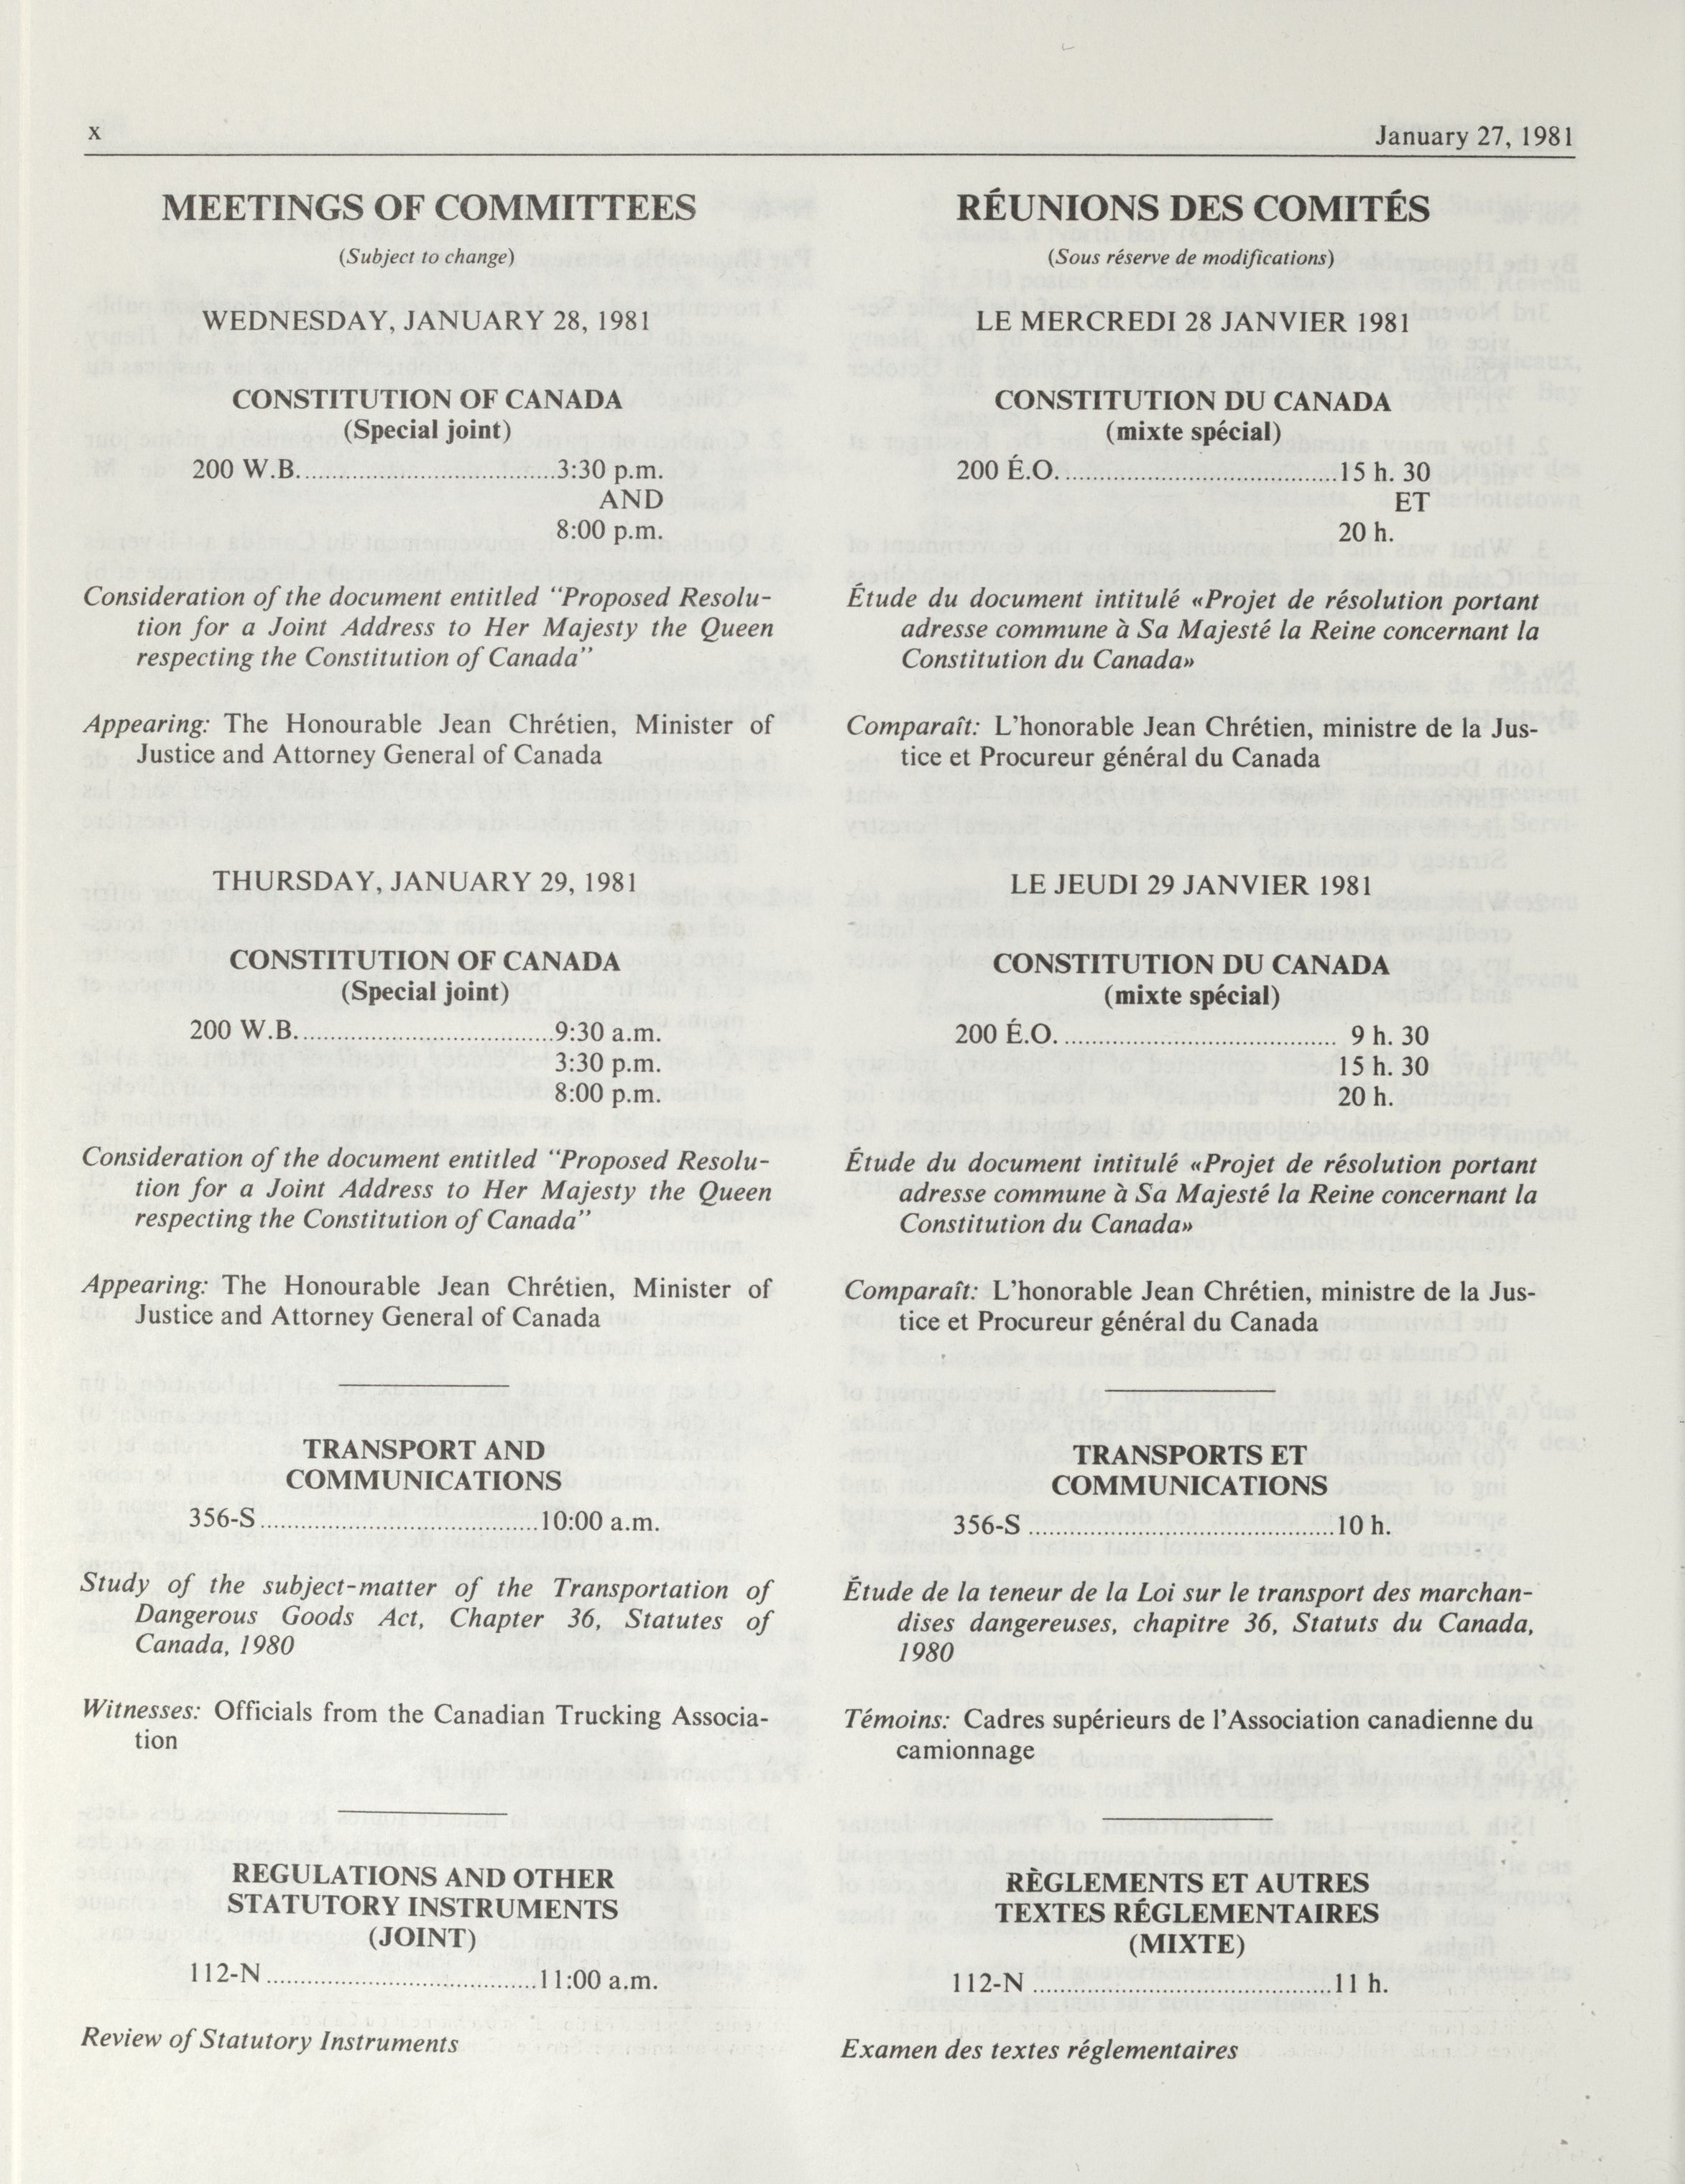 x
January 27, 1981
MEETINGS OF COMMITTEES
(Subject to change)
WEDNESDAY, JANUARY 28, 1981
CONSTITUTION OF CANADA
(Special joint)
200 W.B.....................................3:30 p.m.
AND
8:00 p.m.
Consideration of the document entitled “Proposed Resolu-
tion for a Joint Address to Her Majesty the Queen
respecting the Constitution of Canada”
Appearing: The Honourable Jean Chrétien, Minister of
Justice and Attorney General of Canada
THURSDAY, JANUARY 29, 1981
CONSTITUTION OF CANADA
(Special joint)
200 W.B.....................................9:30 a.m.
3:30 p.m.
8:00 p.m.
Consideration of the document entitled “Proposed Resolu-
tion for a Joint Address to Her Majesty the Queen
respecting the Constitution of Canada”
Appearing: The Honourable Jean Chrétien, Minister of
Justice and Attorney General of Canada
TRANSPORT AND
COMMUNICATIONS
356-S........................................10:00 a.m.
Study of the subject-matter of the Transportation of
Dangerous Goods Act, Chapter 36, Statutes of
Canada, 1980
Witnesses: Officials from the Canadian Trucking Associa-
tion
REGULATIONS AND OTHER
STATUTORY INSTRUMENTS
(JOINT)
112-N.......................................11:00 a.m.
Review of Statutory Instruments
RÉUNIONS DES COMITÉS
(Sous réserve de modifications)
LE MERCREDI 28 JANVIER 1981
CONSTITUTION DU CANADA
(mixte spécial)
200 É.O........................................15 h. 30
ET
20 h.
Étude du document intitulé «Projet de résolution portant
adresse commune à Sa Majesté la Reine concernant la
Constitution du Canada»
Comparaît: L’honorable Jean Chrétien, ministre de la Jus-
tice et Procureur général du Canada
LE JEUDI 29 JANVIER 1981
CONSTITUTION DU CANADA
(mixte spécial)
200 É.O........................................ 9 h. 30
15 h. 30
20 h.
Étude du document intitulé «Projet de résolution portant
adresse commune à Sa Majesté la Reine concernant la
Constitution du Canada»
Comparaît: L’honorable Jean Chrétien, ministre de la Jus-
tice et Procureur général du Canada
TRANSPORTS ET
COMMUNICATIONS
356-S ............................................10 h.
Étude de la teneur de la Loi sur le transport des marchan-
dises dangereuses, chapitre 36, Statuts du Canada,
1980
Témoins: Cadres supérieurs de l’Association canadienne du
camionnage
RÈGLEMENTS ET AUTRES
TEXTES RÉGLEMENTAIRES
(MIXTE)
112-N ...........................................11 h.
Examen des textes réglementaires